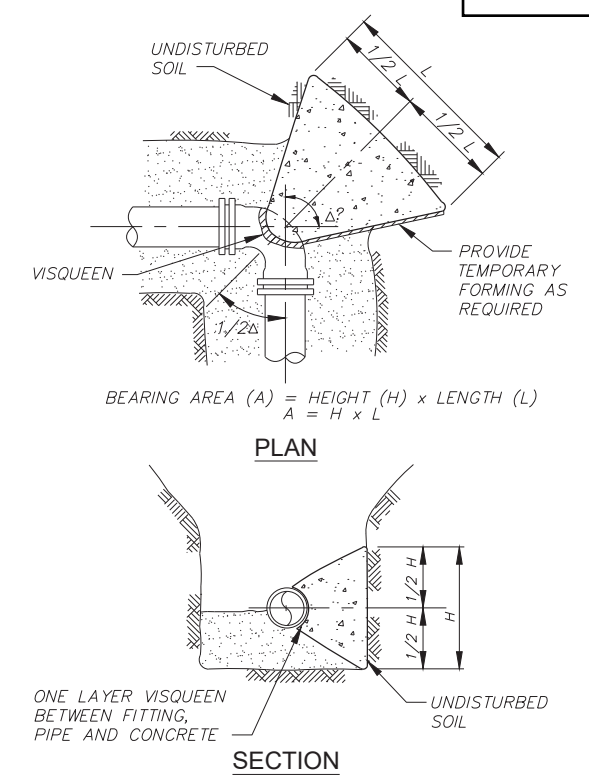 UNDISTURBED
SOIL
L
1/2 L
1/2 L
Δ?
VISQUEEN
PROVIDE
TEMPORARY
FORMING AS
REQUIRED
1/2Δ
BEARING AREA (A) = HEIGHT (H) x LENGTH (L)
A = H x L
PLAN
1/2 H
H
1/2 H
ONE LAYER VISQUEEN
BETWEEN FITTING,
PIPE AND CONCRETE
UNDISTURBED
SOIL
SECTION